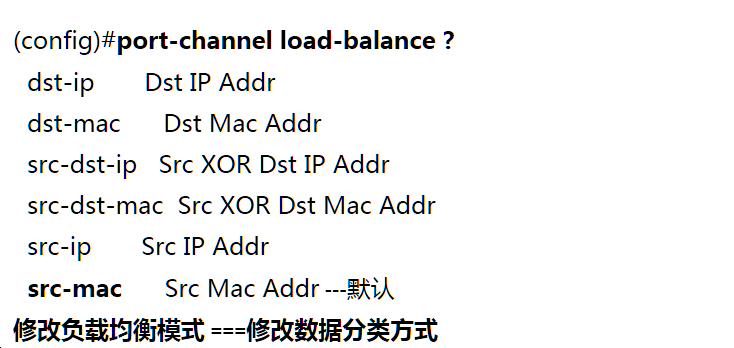 (config)#port-channel load-balance ?
dst-ip Dst IP Addr
dst-mac Dst Mac Addr
src-dst-ip Src XOR Dst IP Addr
src-dst-mac Src XOR Dst Mac Addr
src-ip Src IP Addr
src-mac Src Mac Addr ---默认
修改负载均衡模式 ===修改数据分类方式